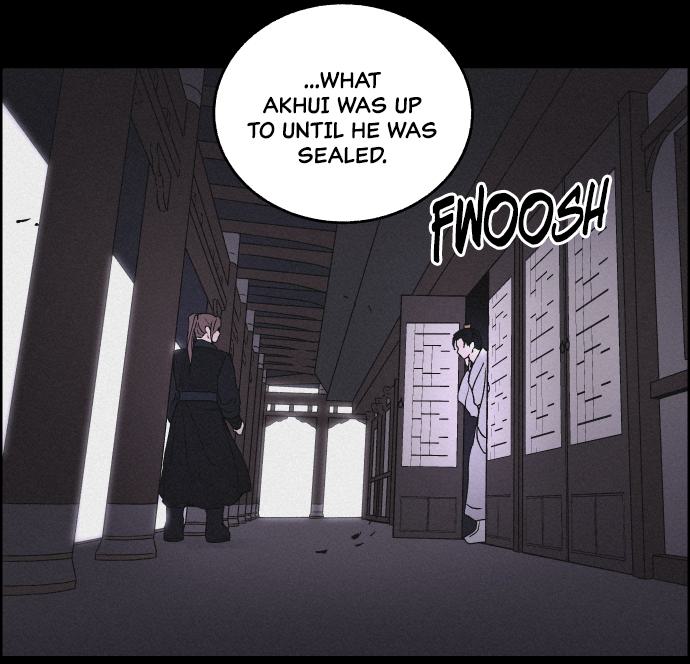 ...WHAT
AKHUI WAS UP
TO UNTIL HE WAS
SEALED.
FWOOSH